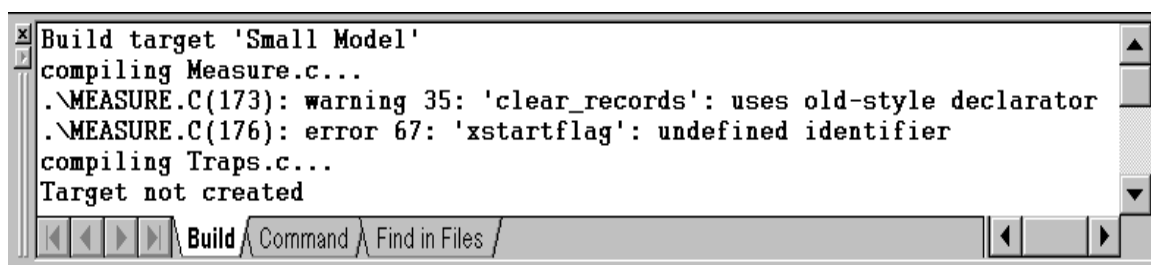 Build target 'Small Model'
compiling Measure.c...
.\MEASURE.C(173): warning 35: 'clear_records': uses old-style declarator
.\MEASURE.C(176): error 67: 'xstartflag': undefined identifier
compiling Traps.c...
Target not created
Build Command Find in Files